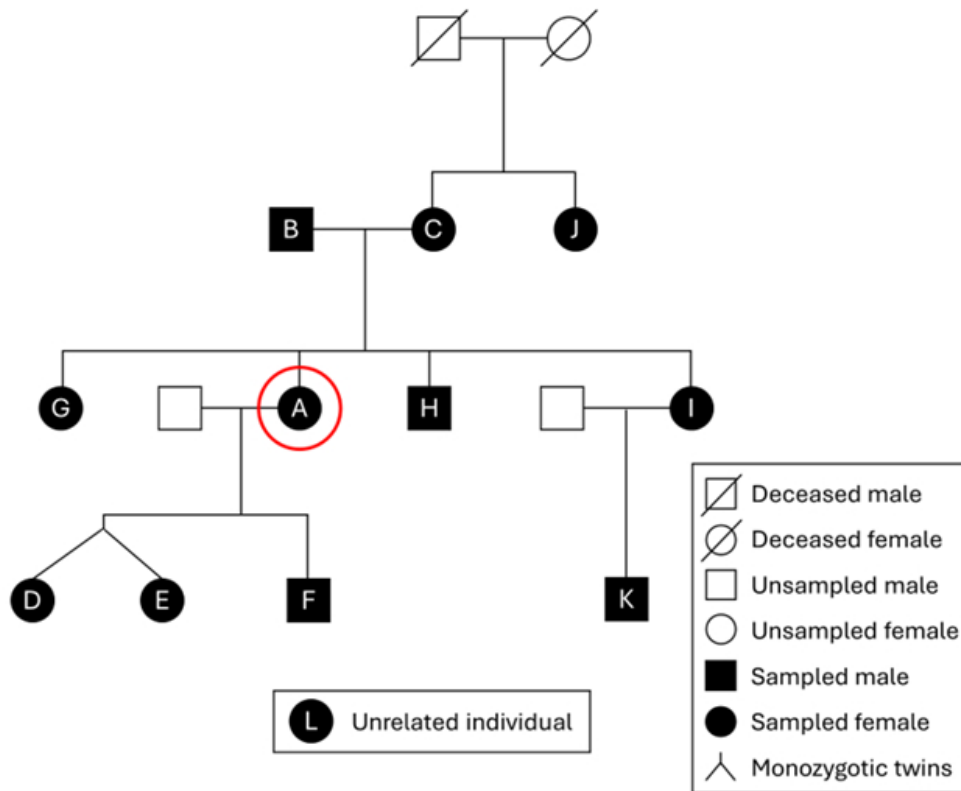 B
C
J
G
A
H
I
D
E
F
K
L Unrelated individual
Deceased male
Deceased female
Unsampled male
Unsampled female
Sampled male
Sampled female
Monozygotic twins